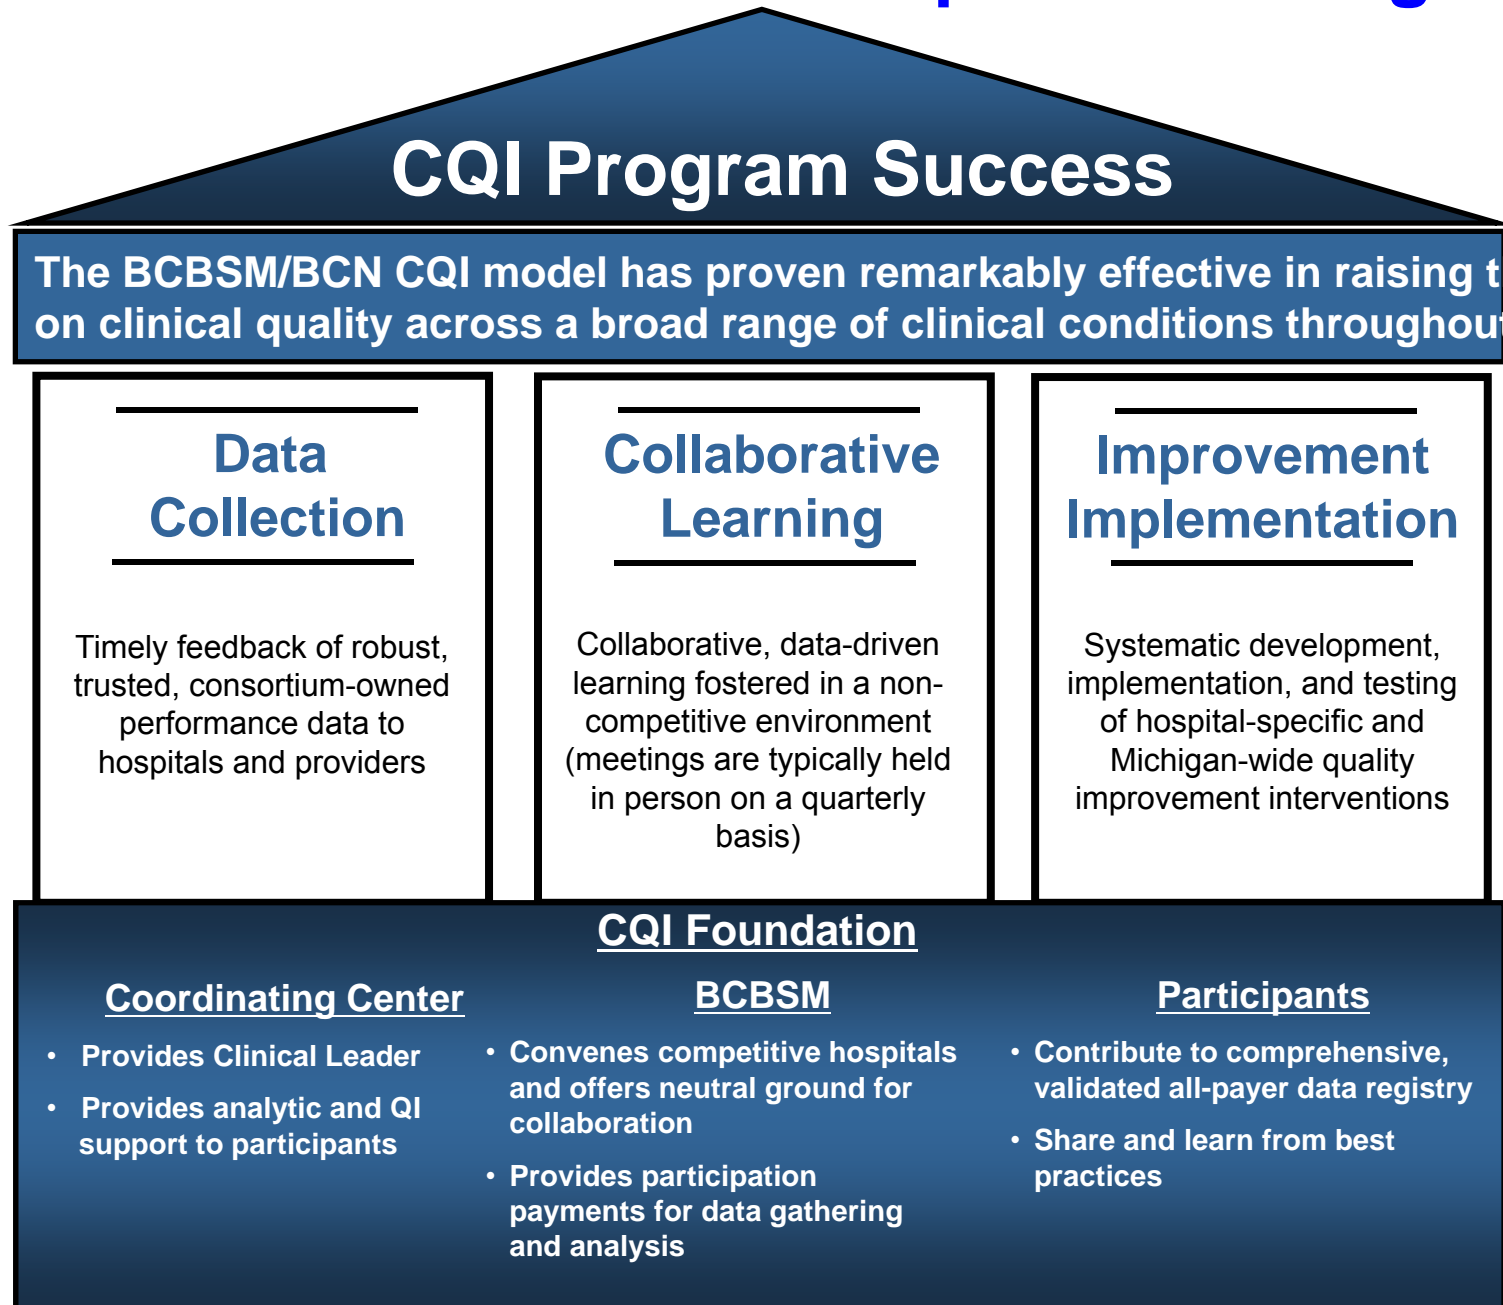 CQI Program Success
The BCBSM/BCN CQI model has proven remarkably effective in raising
on clinical quality across a broad range of clinical conditions throughout
Data
Collection
Timely feedback of robust,
trusted, consortium-owned
performance data to
hospitals and providers
Collaborative
Learning
Collaborative, data-driven
learning fostered in a non-
competitive environment
(meetings are typically held
in person on a quarterly
basis)
Improvement
Implementation
Systematic development,
implementation, and testing
of hospital-specific and
Michigan-wide quality
improvement interventions
CQI Foundation
Coordinating Center
• Provides Clinical Leader
• Provides analytic and QI
support to participants
BCBSM
• Convenes competitive hospitals
and offers neutral ground for
collaboration
• Provides participation
payments for data gathering
and analysis
Participants
• Contribute to comprehensive,
validated all-payer data registry
• Share and learn from best
practices